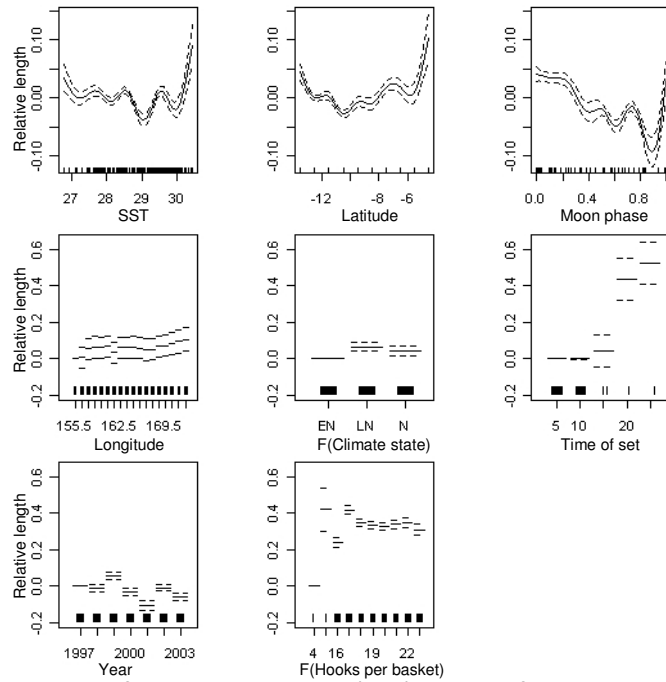 Relative length
-0.10 0.00 0.10
27 28 29 30
SST
-0.10 0.00 0.10
-12 -8 -6
Latitude
-0.10 0.00 0.10
0.0 0.4 0.8
Moon phase
Relative length
-0.2 0.0 0.2 0.4 0.6
155.5 162.5 169.5
Longitude
-0.2 0.0 0.2 0.4 0.6
EN LN N
F(Climate state)
-0.2 0.0 0.2 0.4 0.6
5 10 20
Time of set
Relative length
-0.2 0.0 0.2 0.4 0.6
1997 2000 2003
Year
-0.2 0.0 0.2 0.4 0.6
4 16 19 22
F(Hooks per basket)